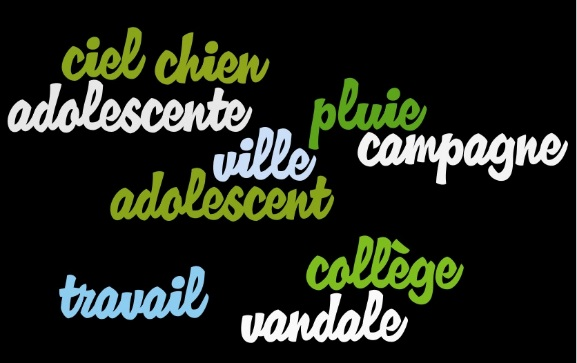 ciel chien
adolescente
pluie
campagne
ville
adolescent
collège
travail
vandale